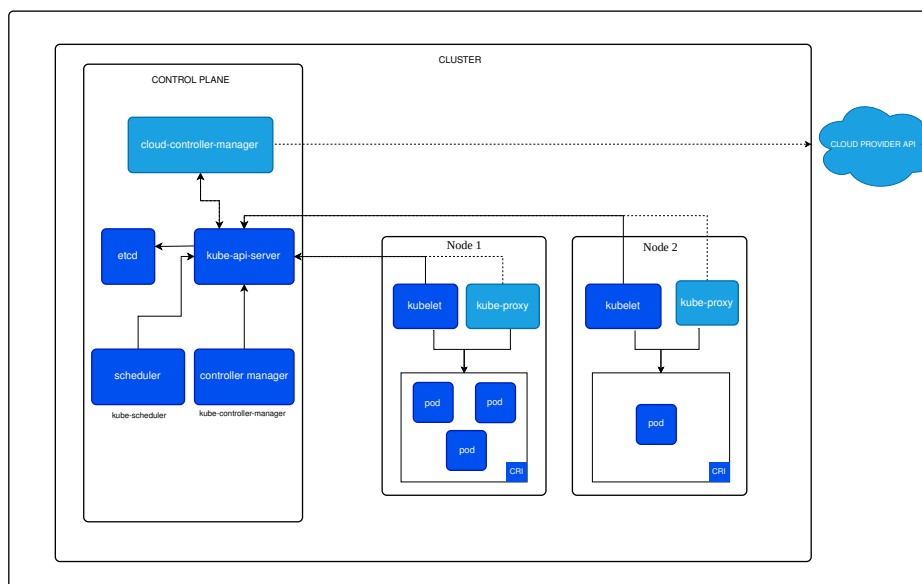 CLUSTER
CONTROL PLANE
cloud-controller-manager
CLOUD PROVIDER API
etcd
kube-api-server
Node 1
Node 2
kubelet
kube-proxy
kubelet
kube-proxy
scheduler
controller manager
kube-scheduler
kube-controller-manager
pod
pod
pod
CRI
pod
CRI